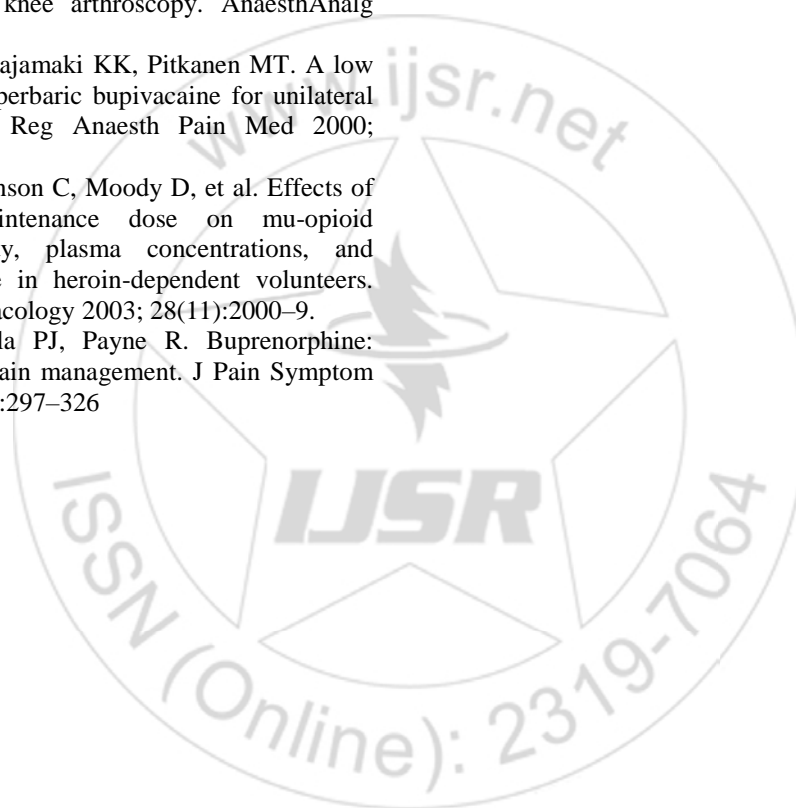 knee arthroscopy. AnaesthAnalg
ajamaki KK, Pitkanen MT. A low
perbaric bupivacaine for unilateral
Reg Anaesth Pain Med 2000;
nson C, Moody D, et al. Effects of
intenance dose on mu-opioid
y, plasma concentrations, and
e in heroin-dependent volunteers.
acology 2003; 28(11):2000–9.
la PJ, Payne R. Buprenorphine:
ain management. J Pain Symptom
:297–326
www.ijsr.net
IJSR
ISSN (Online): 2319-7064